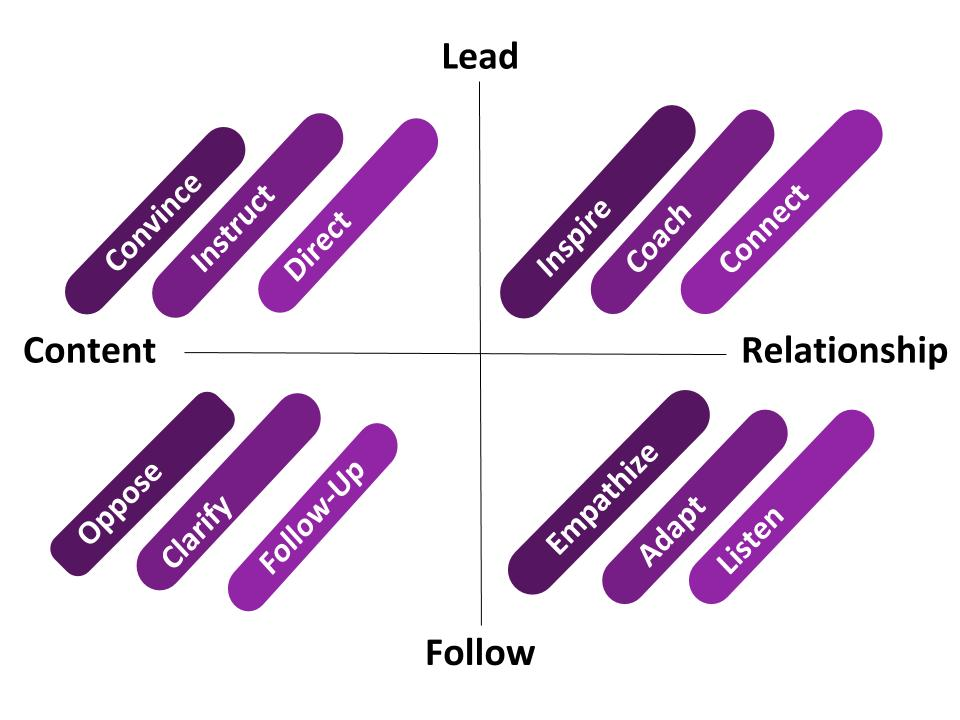 Lead
Convince
Instruct
Direct
Inspire
Coach
Connect
Content
Relationship
Oppose
Clarify
Follow-Up
Empathize
Adapt
Listen
Follow